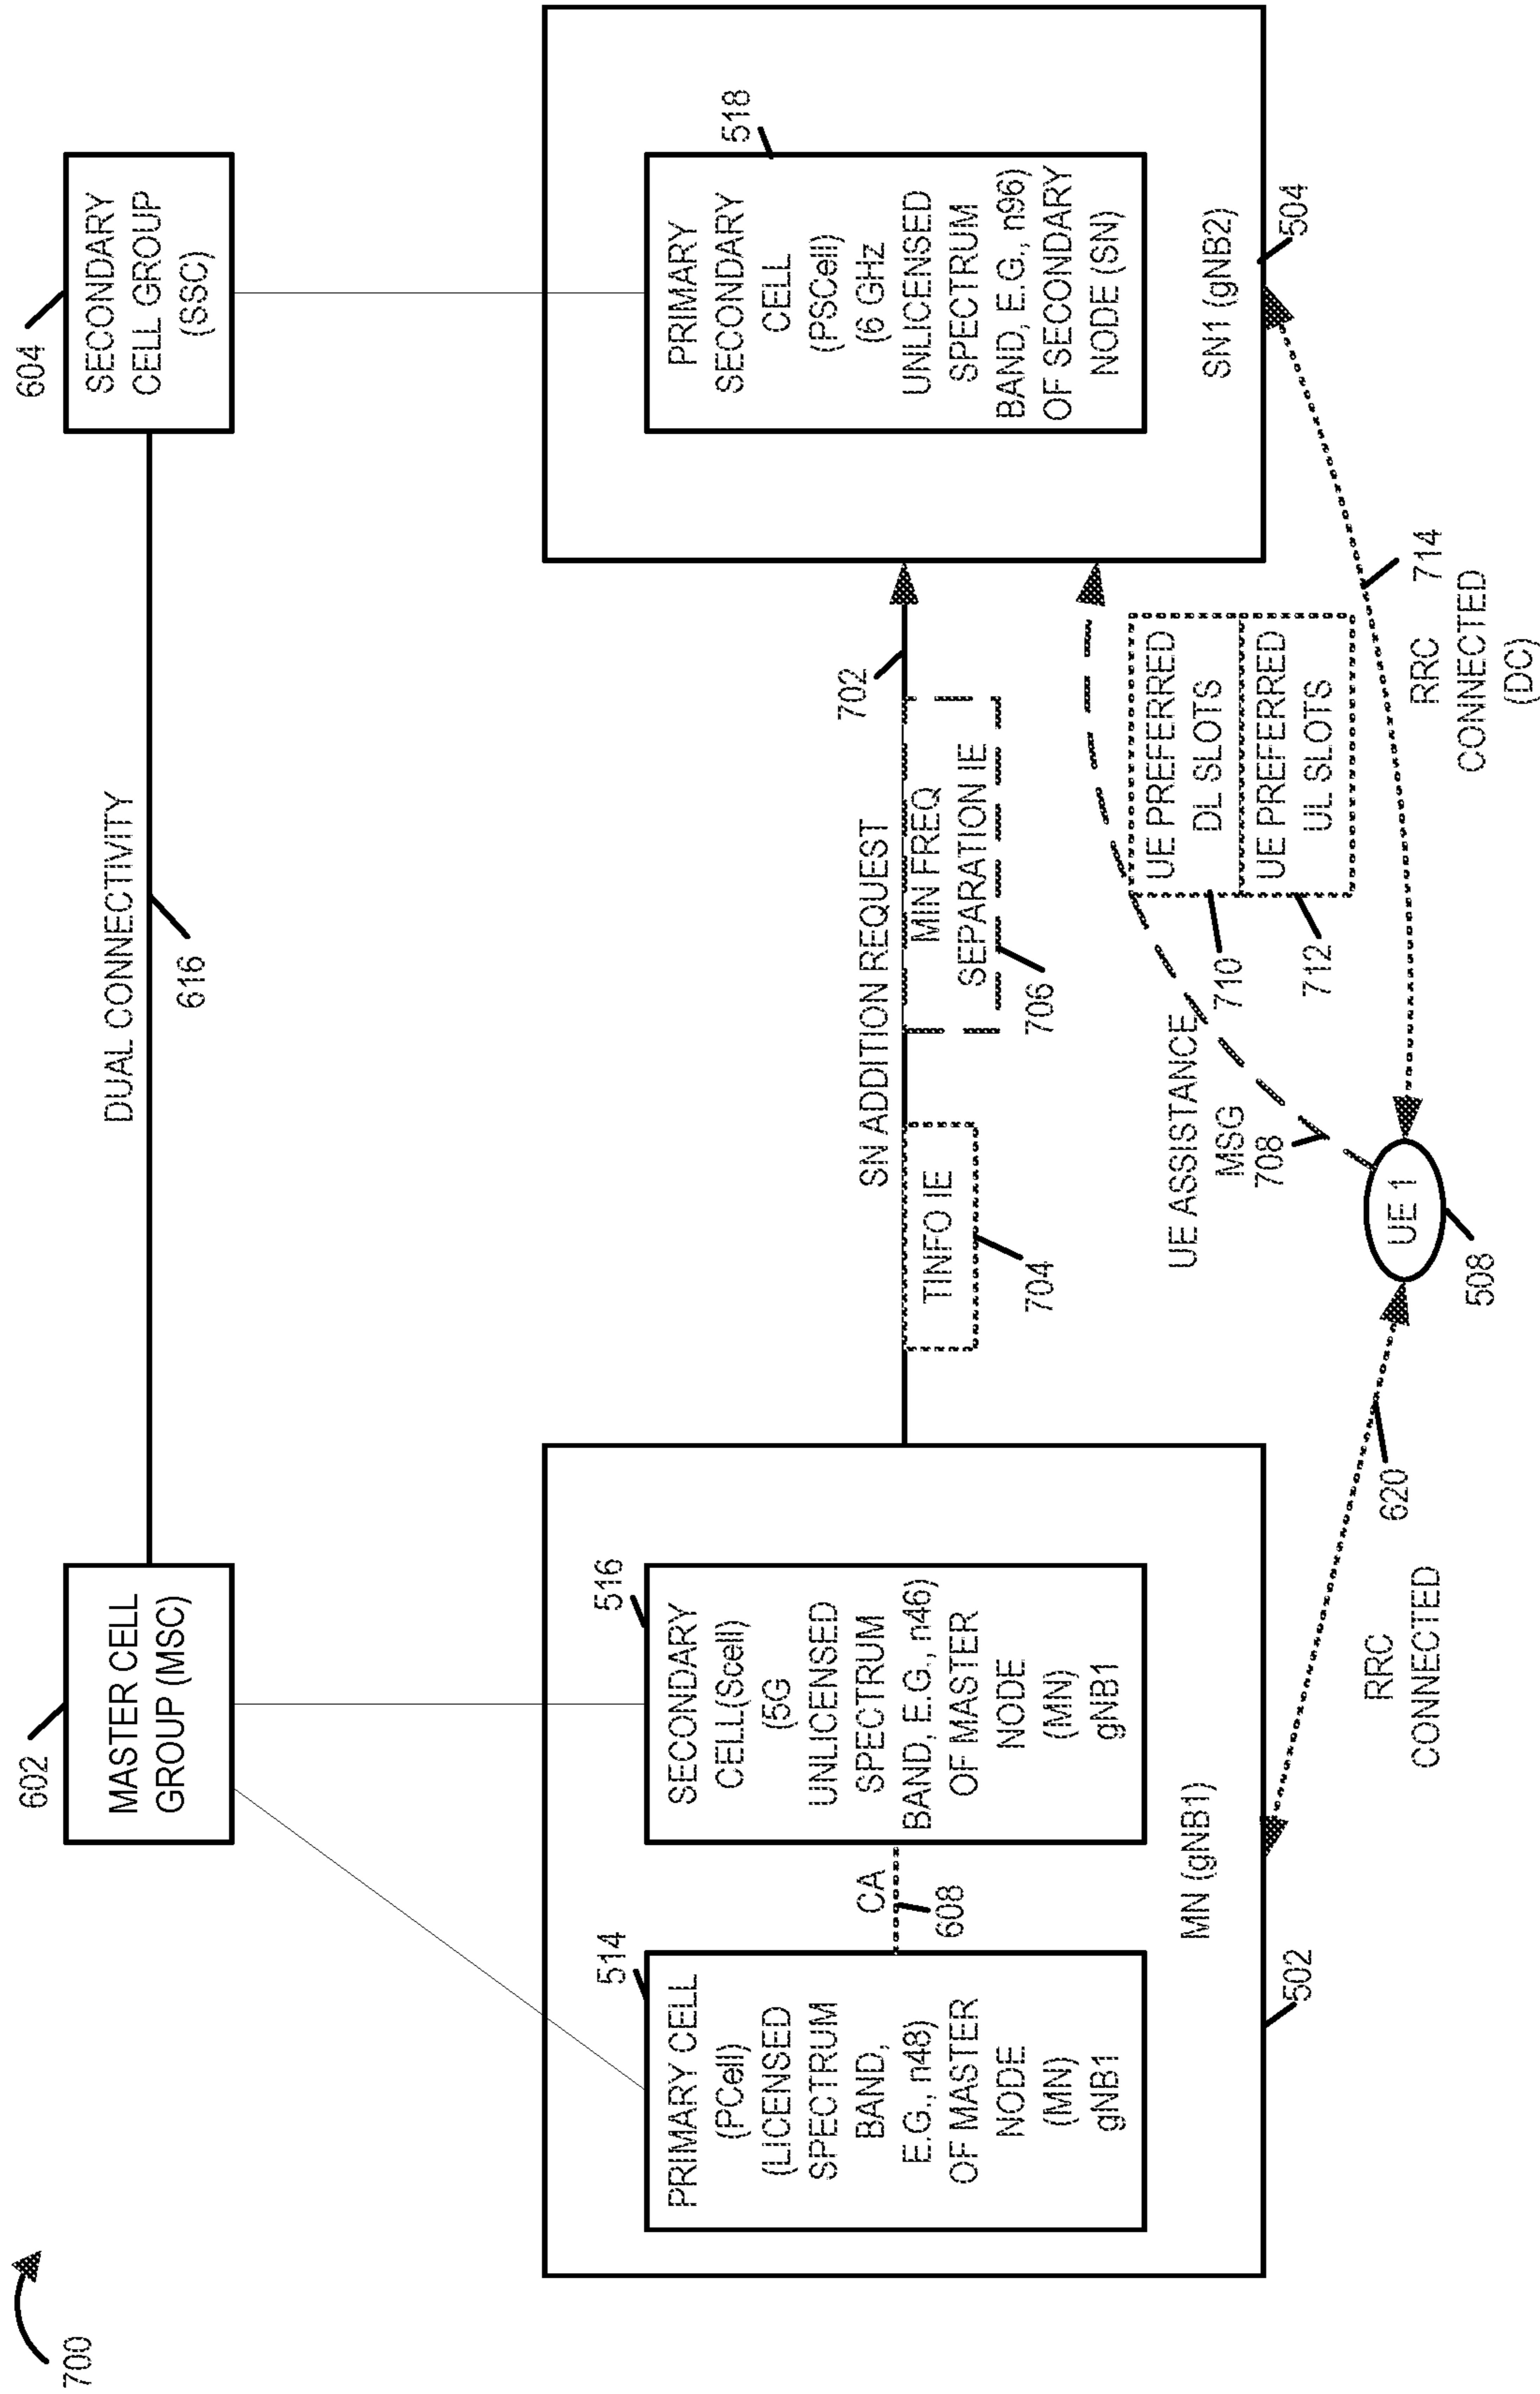 700
602
MASTER CELL
GROUP (MSC)
DUAL CONNECTIVITY
616
604
SECONDARY
CELL GROUP
(SSC)
514
PRIMARY CELL
(PCell)
(LICENSED
SPECTRUM
BAND,
E.G., n48)
OF MASTER
NODE
(MN)
gNB1
CA
608
516
SECONDARY
CELL(Scell)
(5G
UNLICENSED
SPECTRUM
BAND, E.G., n46)
OF MASTER
NODE
(MN)
gNB1
MN (gNB1)
502
SN ADDITION REQUEST
702
TINFO IE
704
MIN FREQ
SEPARATION IE
706
518
PRIMARY
SECONDARY
CELL
(PSCell)
(6 GHz
UNLICENSED
SPECTRUM
BAND, E.G., n96)
OF SECONDARY
NODE (SN)
SN1 (gNB2)
504
UE ASSISTANCE
MSG
708
UE PREFERRED
DL SLOTS
710
UE PREFERRED
UL SLOTS
712
RRC
CONNECTED
620
UE 1
508
RRC 714
CONNECTED
(DC)